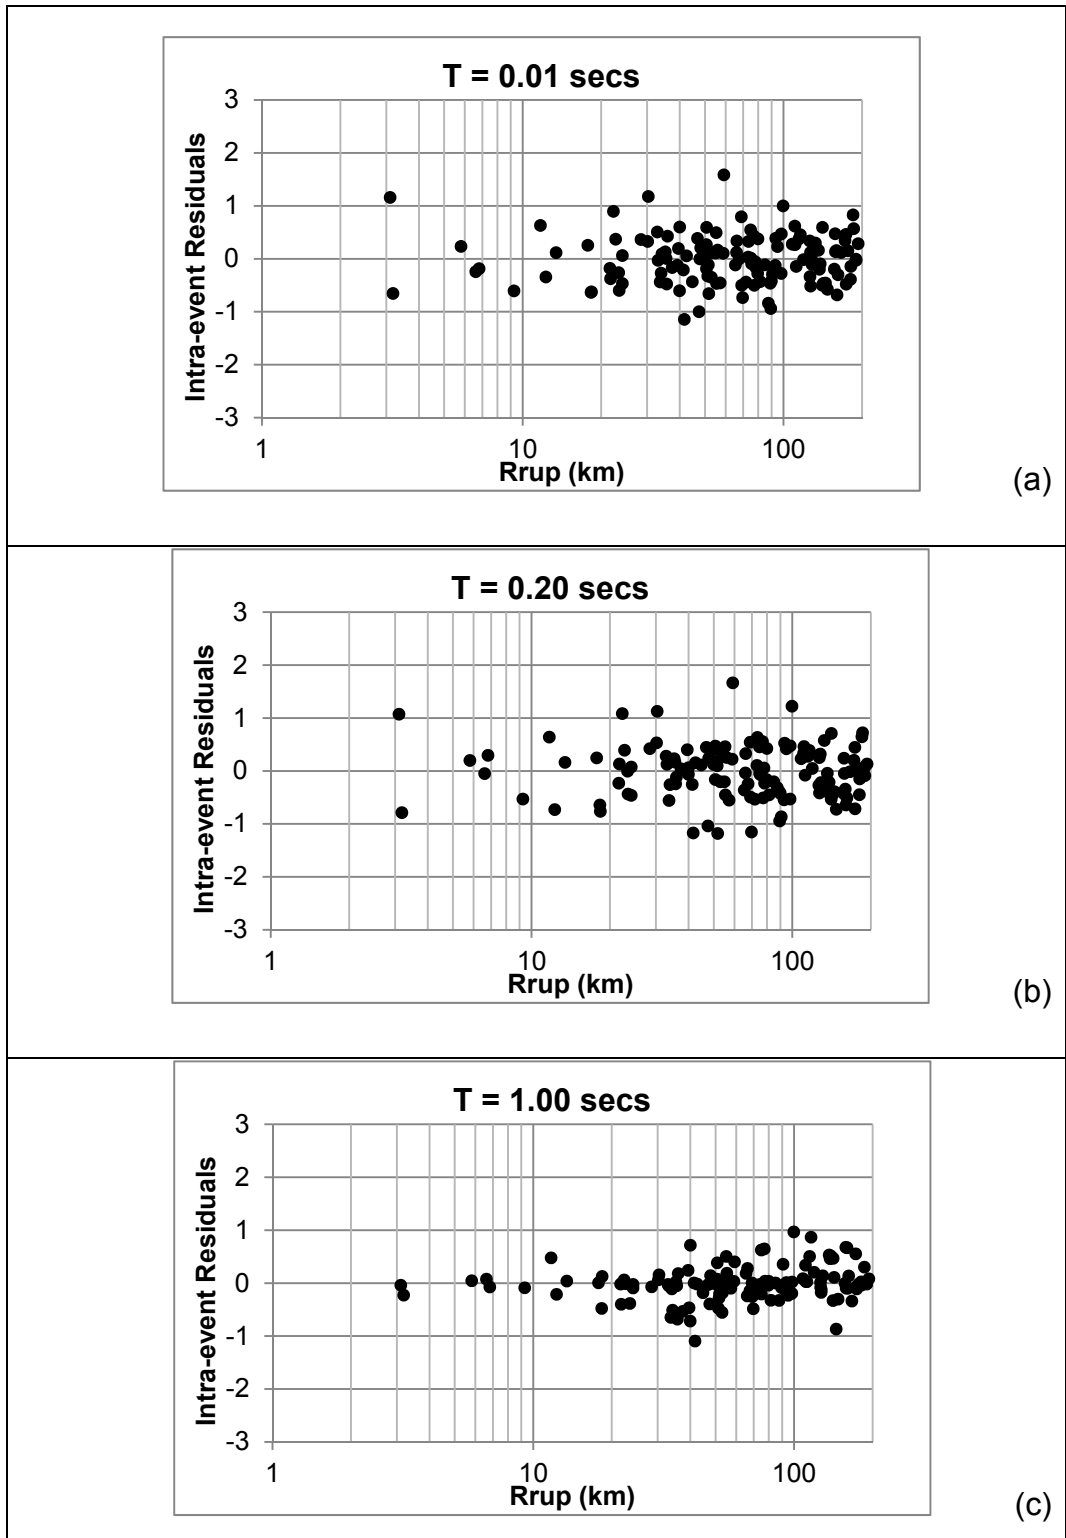 T = 0.01 secs
3
2
1
0
-1
-2
-3
Intra-event Residuals
1 10 100
Rrup (km)
(a)
T = 0.20 secs
3
2
1
0
-1
-2
-3
Intra-event Residuals
1 10 100
Rrup (km)
(b)
T = 1.00 secs
3
2
1
0
-1
-2
-3
Intra-event Residuals
1 10 100
Rrup (km)
(c)